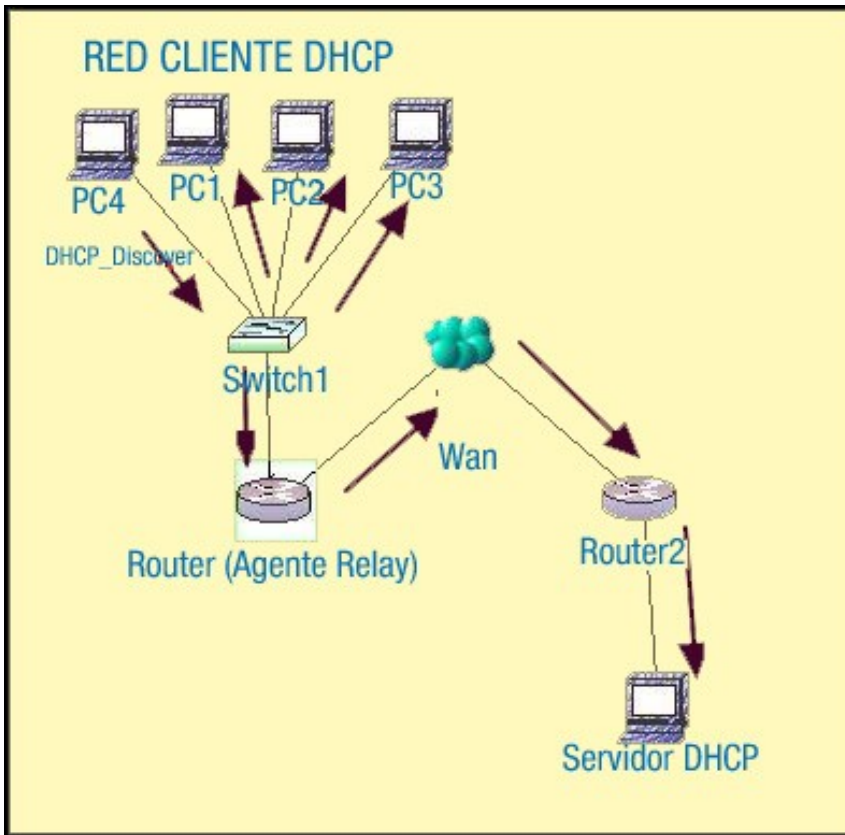 RED CLIENTE DHCP
PC4
PC1
PC2
PC3
DHCP_Discover
Switch1
Wan
Router (Agente Relay)
Router2
Servidor DHCP